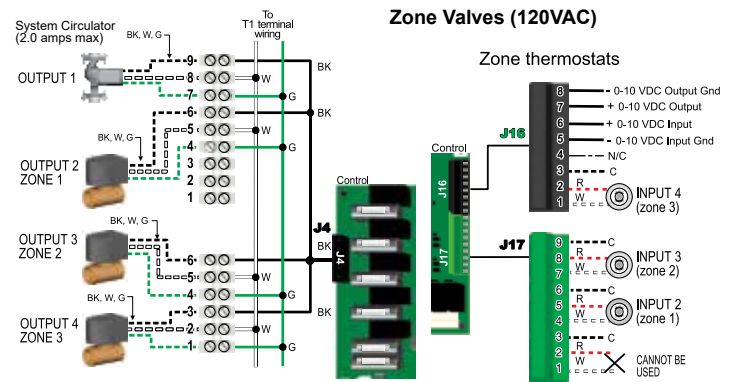 Zone Valves (120VAC)
System Circulator
(2.0 amps max)
To
T1 terminal
wiring
BK, W, G
OUTPUT 1
9
8
7
6
5
4
3
2
1
BK
W
G
BK
W
G
BK, W, G
OUTPUT 2
ZONE 1
BK, W, G
OUTPUT 3
ZONE 2
BK, W, G
OUTPUT 4
ZONE 3
6
5
4
3
2
1
W
G
W
G
BK
BK
J4
J4
Control
Zone thermostats
Control
J16
J17
J16
8
7
6
5
4
3
2
1
- 0-10 VDC Output Gnd
+ 0-10 VDC Output
+ 0-10 VDC Input
- 0-10 VDC Input Gnd
N/C
C
R
W
INPUT 4
(zone 3)
J17
9
8
7
6
5
4
3
2
1
C
R
W
INPUT 3
(zone 2)
C
R
W
INPUT 2
(zone 1)
C
R
W
CANNOT BE
USED